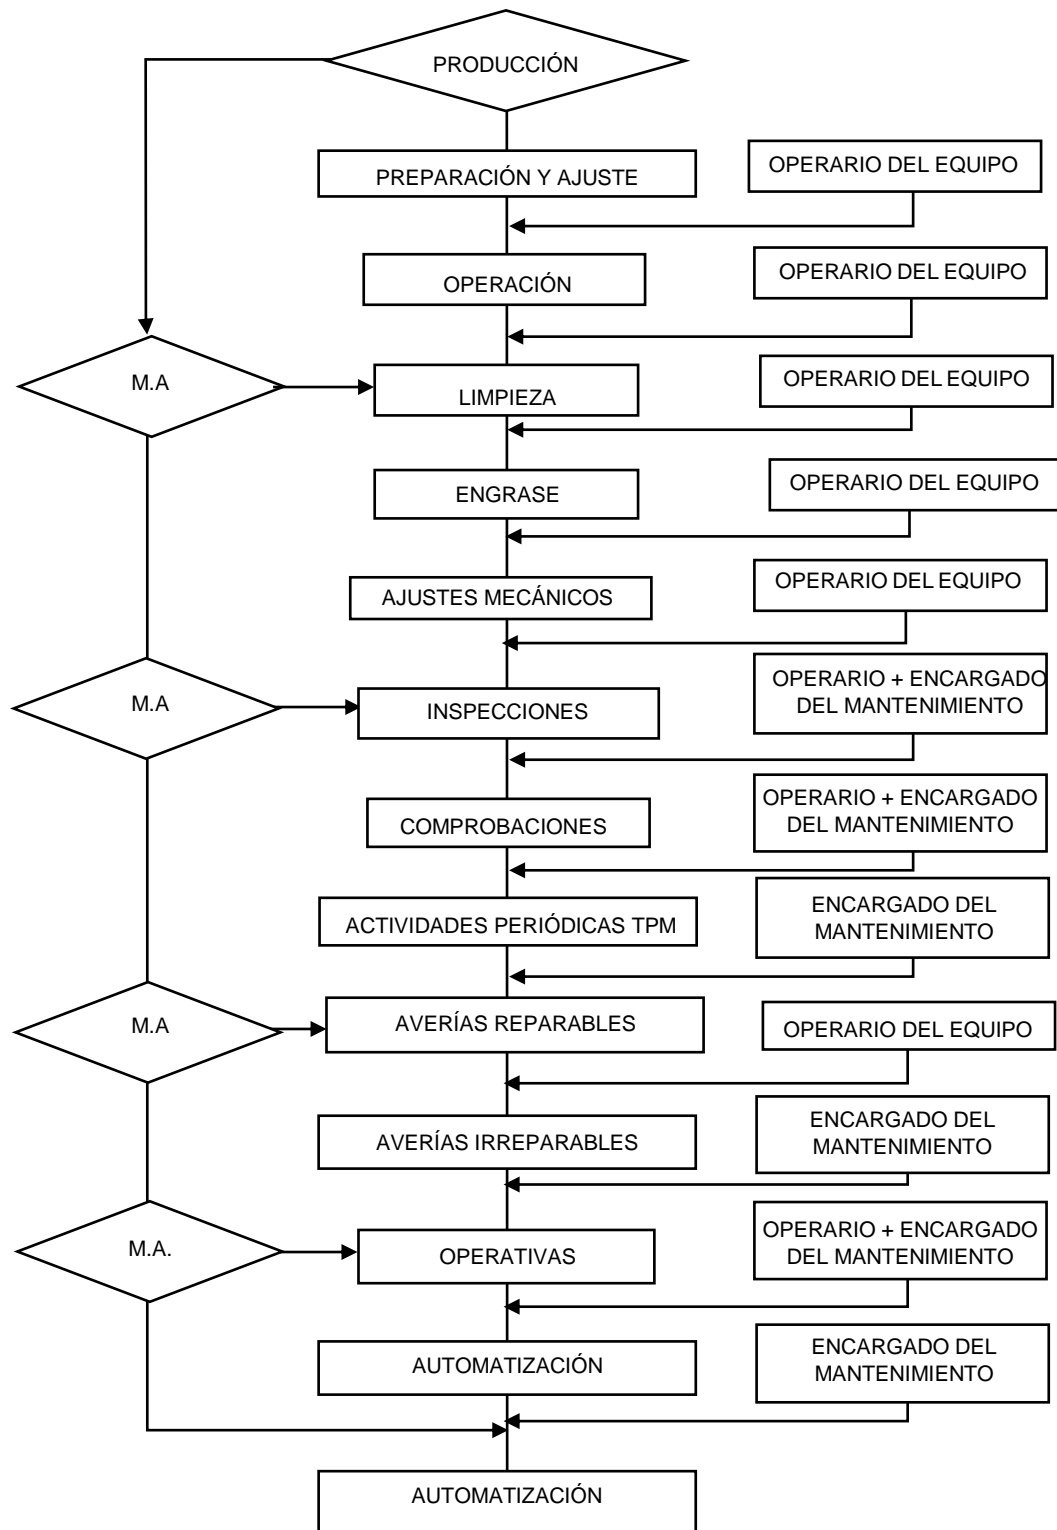 PRODUCCIÓN
PREPARACIÓN Y AJUSTE
OPERARIO DEL EQUIPO
OPERACIÓN
OPERARIO DEL EQUIPO
M.A
LIMPIEZA
OPERARIO DEL EQUIPO
ENGRASE
OPERARIO DEL EQUIPO
AJUSTES MECÁNICOS
OPERARIO DEL EQUIPO
M.A
INSPECCIONES
OPERARIO + ENCARGADO
DEL MANTENIMIENTO
COMPROBACIONES
OPERARIO + ENCARGADO
DEL MANTENIMIENTO
ACTIVIDADES PERIÓDICAS TPM
ENCARGADO DEL
MANTENIMIENTO
M.A
AVERÍAS REPARABLES
OPERARIO DEL EQUIPO
AVERÍAS IRREPARABLES
ENCARGADO DEL
MANTENIMIENTO
M.A.
OPERATIVAS
OPERARIO + ENCARGADO
DEL MANTENIMIENTO
AUTOMATIZACIÓN
ENCARGADO DEL
MANTENIMIENTO
AUTOMATIZACIÓN